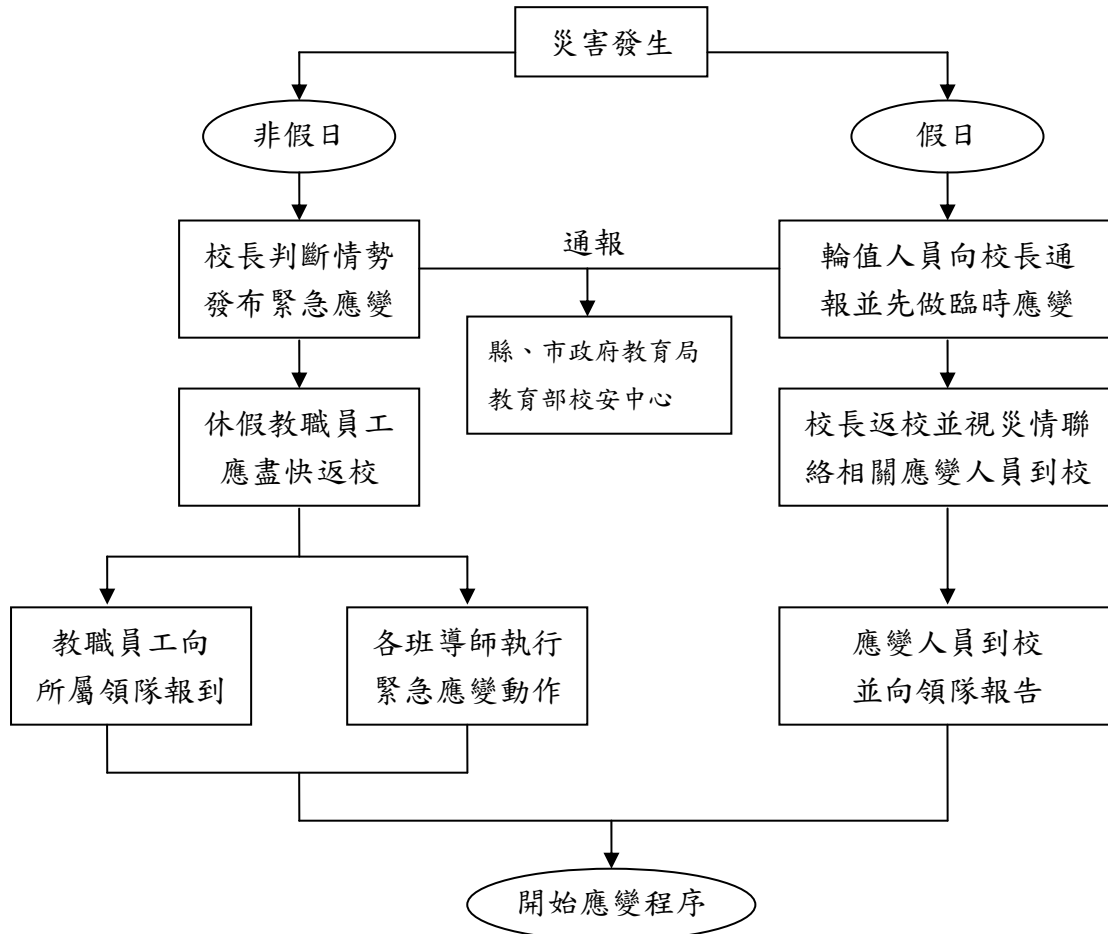 災害發生
非假日
假日
校長判斷情勢
發布緊急應變
通報
輪值人員向校長通
報並先做臨時應變
縣、市政府教育局
教育部校安中心
休假教職員工
應盡快返校
校長返校並視災情聯
絡相關應變人員到校
教職員工向
所屬領隊報到
各班導師執行
緊急應變動作
應變人員到校
並向領隊報告
開始應變程序